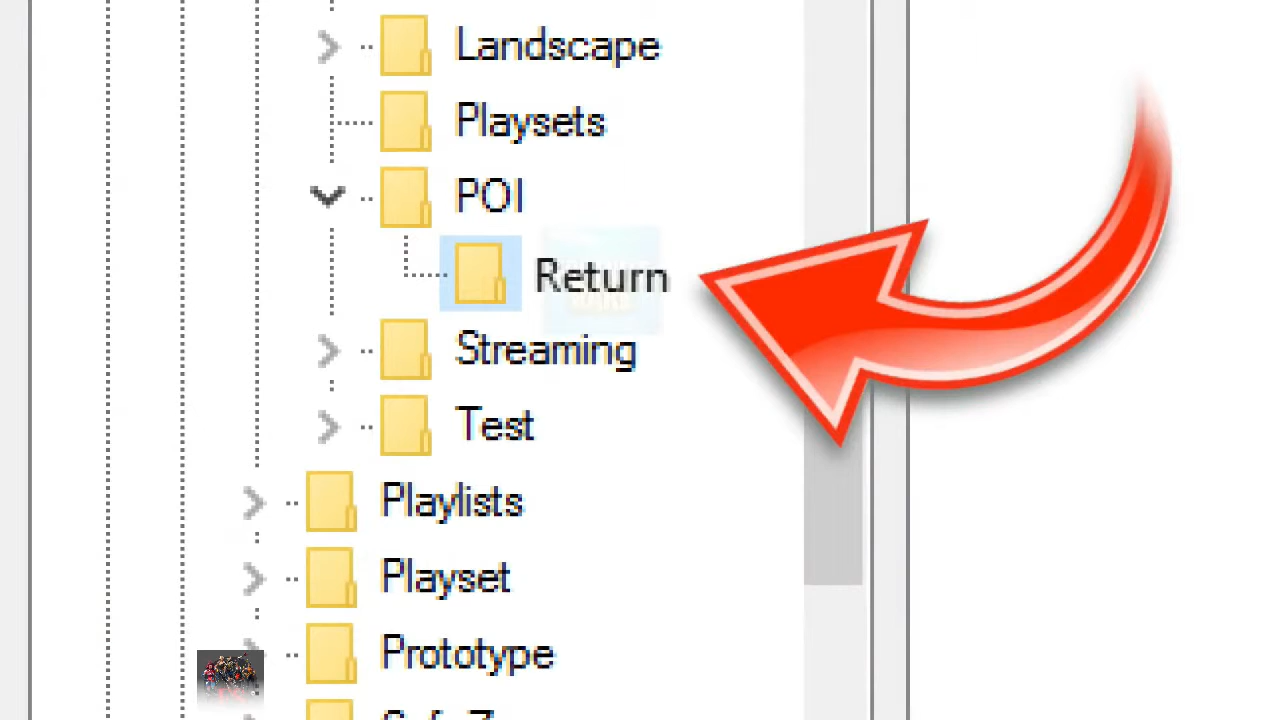 Landscape
Playsets
POI
Return
Streaming
Test
Playlists
Playset
Prototype